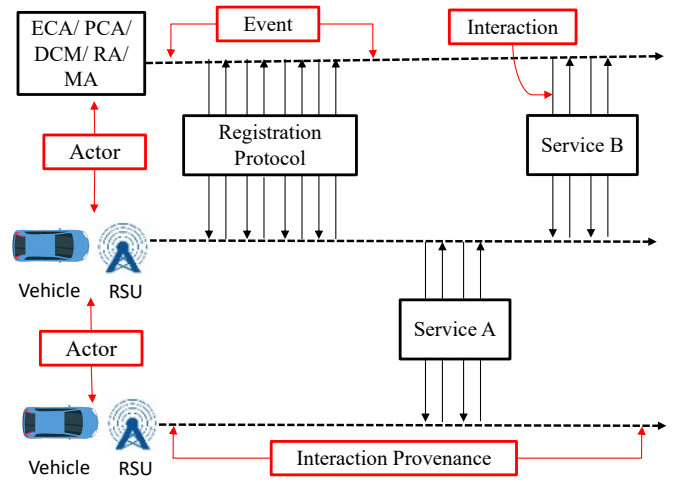 ECA/ PCA/
DCM/ RA/
MA
Event
Interaction
Registration
Protocol
Service B
Actor
Vehicle
RSU
Service A
Actor
Vehicle
RSU
Interaction Provenance